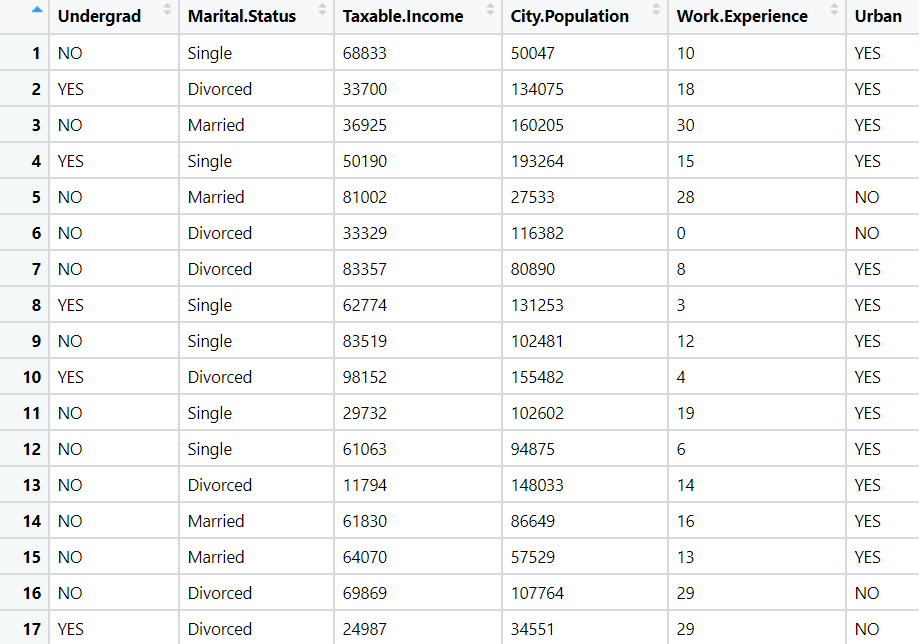 Undergrad Marital.Status Taxable.Income City.Population Work.Experience Urban
1 NO Single 68833 50047 10 YES
2 YES Divorced 33700 134075 18 YES
3 NO Married 36925 160205 30 YES
4 YES Single 50190 193264 15 YES
5 NO Married 81002 27533 28 NO
6 NO Divorced 33329 116382 0 NO
7 NO Divorced 83357 80890 8 YES
8 YES Single 62774 131253 3 YES
9 NO Single 83519 102481 12 YES
10 YES Divorced 98152 155482 4 YES
11 NO Single 29732 102602 19 YES
12 NO Single 61063 94875 6 YES
13 NO Divorced 11794 148033 14 YES
14 NO Married 61830 86649 16 YES
15 NO Married 64070 57529 13 YES
16 NO Divorced 69869 107764 29 NO
17 YES Divorced 24987 34551 29 NO